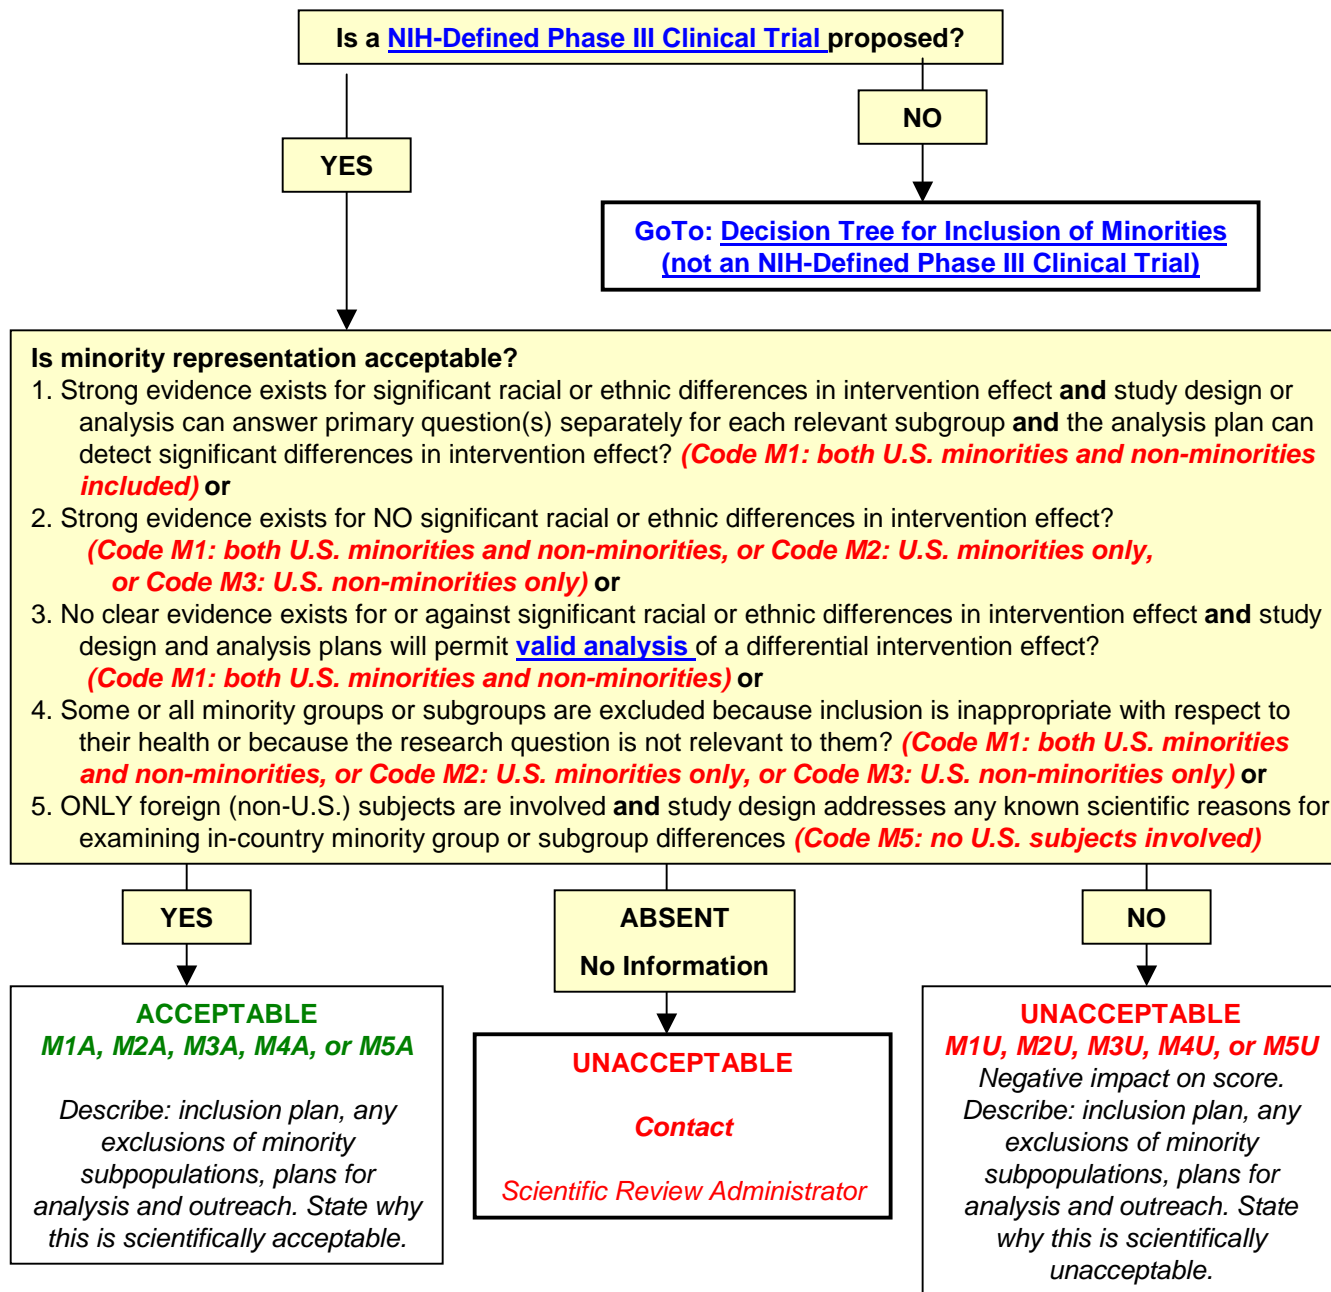 Is a NIH-Defined Phase III Clinical Trial proposed?
NO
YES
GoTo: Decision Tree for Inclusion of Minorities
(not an NIH-Defined Phase III Clinical Trial)
Is minority representation acceptable?
1. Strong evidence exists for significant racial or ethnic differences in intervention effect and study design or
analysis can answer primary question(s) separately for each relevant subgroup and the analysis plan can
detect significant differences in intervention effect? (Code M1: both U.S. minorities and non-minorities
included) or
2. Strong evidence exists for NO significant racial or ethnic differences in intervention effect?
(Code M1: both U.S. minorities and non-minorities, or Code M2: U.S. minorities only,
or Code M3: U.S. non-minorities only) or
3. No clear evidence exists for or against significant racial or ethnic differences in intervention effect and study
design and analysis plans will permit valid analysis of a differential intervention effect?
(Code M1: both U.S. minorities and non-minorities) or
4. Some or all minority groups or subgroups are excluded because inclusion is inappropriate with respect to
their health or because the research question is not relevant to them? (Code M1: both U.S. minorities
and non-minorities, or Code M2: U.S. minorities only, or Code M3: U.S. non-minorities only) or
5. ONLY foreign (non-U.S.) subjects are involved and study design addresses any known scientific reasons for
examining in-country minority group or subgroup differences (Code M5: no U.S. subjects involved)
YES
ABSENT
No Information
NO
ACCEPTABLE
M1A, M2A, M3A, M4A, or M5A
Describe: inclusion plan, any
exclusions of minority
subpopulations, plans for
analysis and outreach. State why
this is scientifically acceptable.
UNACCEPTABLE
Contact
Scientific Review Administrator
UNACCEPTABLE
M1U, M2U, M3U, M4U, or M5U
Negative impact on score.
Describe: inclusion plan, any
exclusions of minority
subpopulations, plans for
analysis and outreach. State
why this is scientifically
unacceptable.